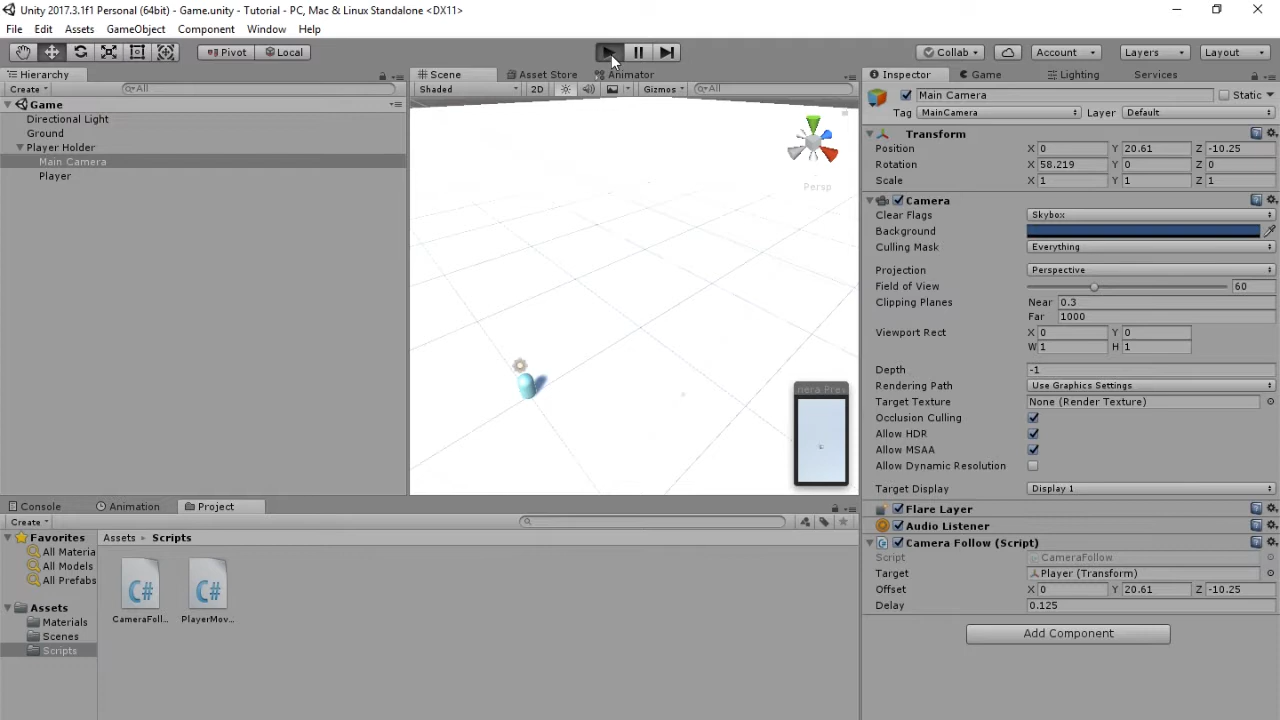 Unity 2017.3.1f1 Personal (64bit) - Game.unity - Tutorial - PC, Mac & Linux Standalone <DX11>
File Edit Assets GameObject Component Window Help
Pivot Local Collab Account Layers Layout
Hierarchy
Create All
Game
Directional Light
Ground
Player Holder
Main Camera
Player
Scene Asset Store Animator
Shaded 2D Gizmos All
Persp
Inspector Game Lighting Services
Main Camera Static
Tag MainCamera Layer Default
Transform
Position X 0 Y 20.61 Z -10.25
Rotation X 58.219 Y 0 Z 0
Scale X 1 Y 1 Z 1
Camera
Clear Flags Skybox
Background
Culling Mask Everything
Projection Perspective
Field of View 60
Clipping Planes Near 0.3
Far 1000
Viewport Rect X 0 Y 0
W 1 H 1
Depth -1
Rendering Path Use Graphics Settings
Target Texture None (Render Texture)
Occlusion Culling
Allow HDR
Allow MSAA
Allow Dynamic Resolution
Target Display Display 1
Flare Layer
Audio Listener
Camera Follow (Script)
Script CameraFollow
Target Player (Transform)
Offset X 0 Y 20.61 Z -10.25
Delay 0.125
Add Component
Console Animation Project
Create
Favorites
All Materia
All Models
All Prefabs
Assets
Materials
Scenes
Scripts
Assets Scripts
C# C#
CameraFoll... PlayerMov...